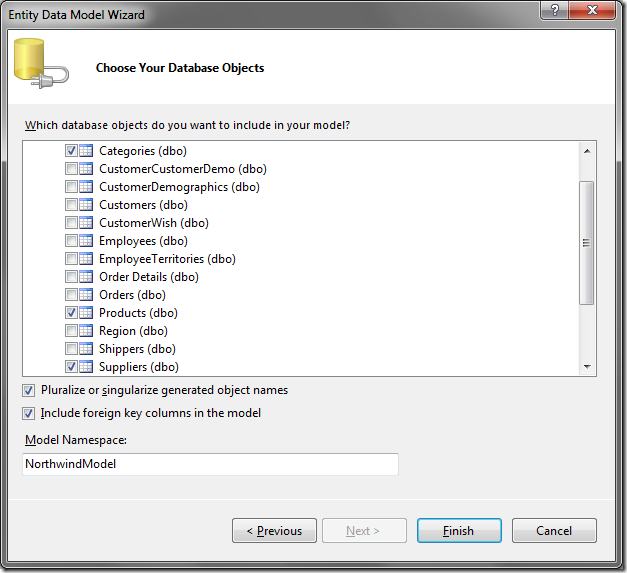 Entity Data Model Wizard
?
Choose Your Database Objects
Which database objects do you want to include in your model?
Categories (dbo)
CustomerCustomerDemo (dbo)
CustomerDemographics (dbo)
Customers (dbo)
CustomerWish (dbo)
Employees (dbo)
EmployeeTerritories (dbo)
Order Details (dbo)
Orders (dbo)
Products (dbo)
Region (dbo)
Shippers (dbo)
Suppliers (dbo)
Pluralize or singularize generated object names
Include foreign key columns in the model
Model Namespace:
NorthwindModel
< Previous Next > Finish Cancel